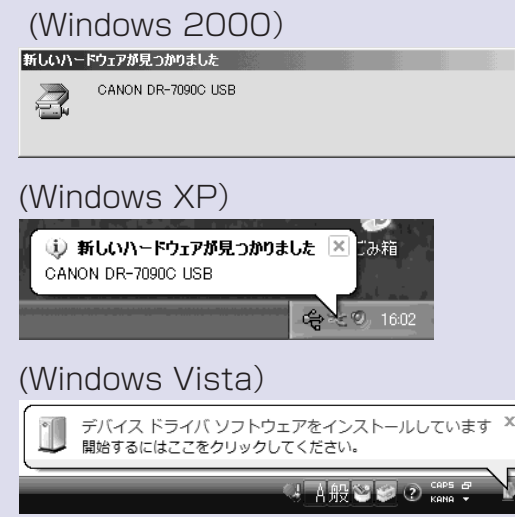 (Windows 2000)
新しいハードウェアが見つかりました
CANON DR-7090C USB
(Windows XP)
新しいハードウェアが見つかりました
ごみ箱
CANON DR-7090C USB
16:02
(Windows Vista)
デバイス ドライバ ソフトウェアをインストールしています
開始するにはここをクリックしてください。
A 般 CAPS
KANA